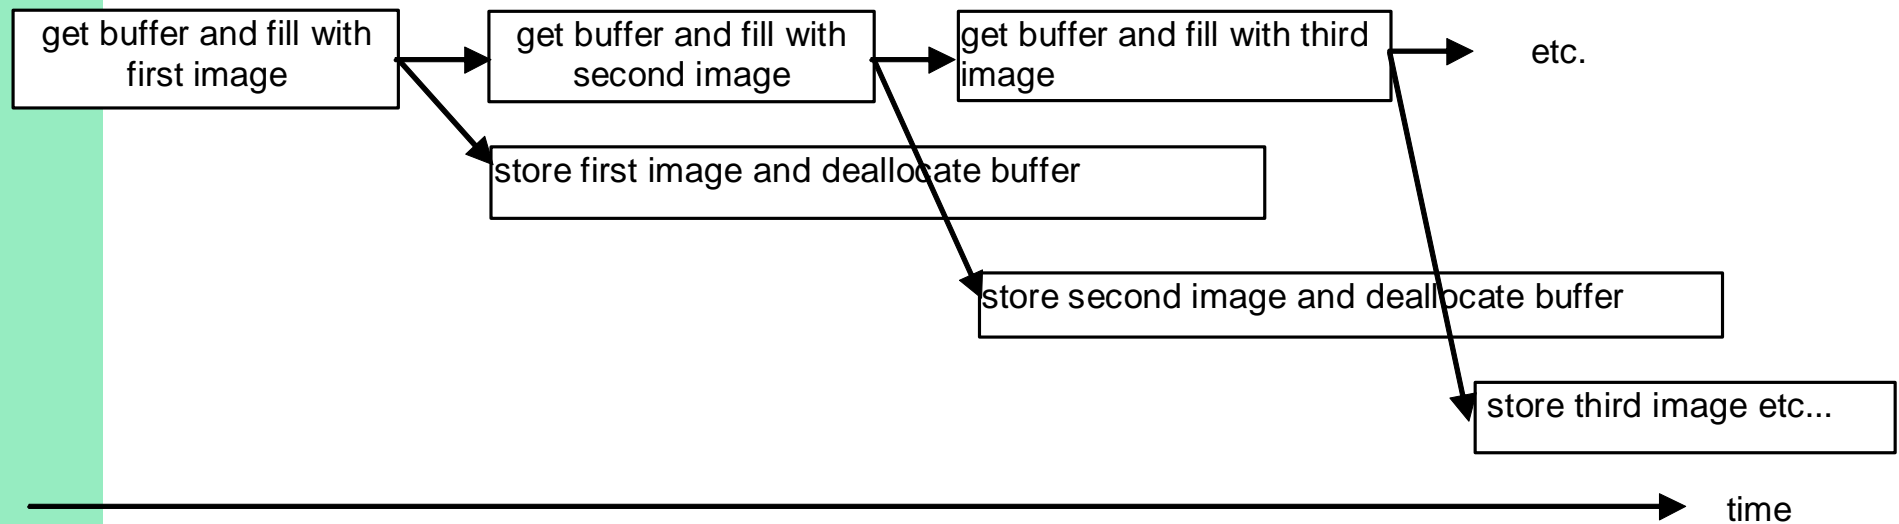 get buffer and fill with
first image
get buffer and fill with
second image
get buffer and fill with third
image
etc.
store first image and deallocate buffer
store second image and deallocate buffer
store third image etc...
time